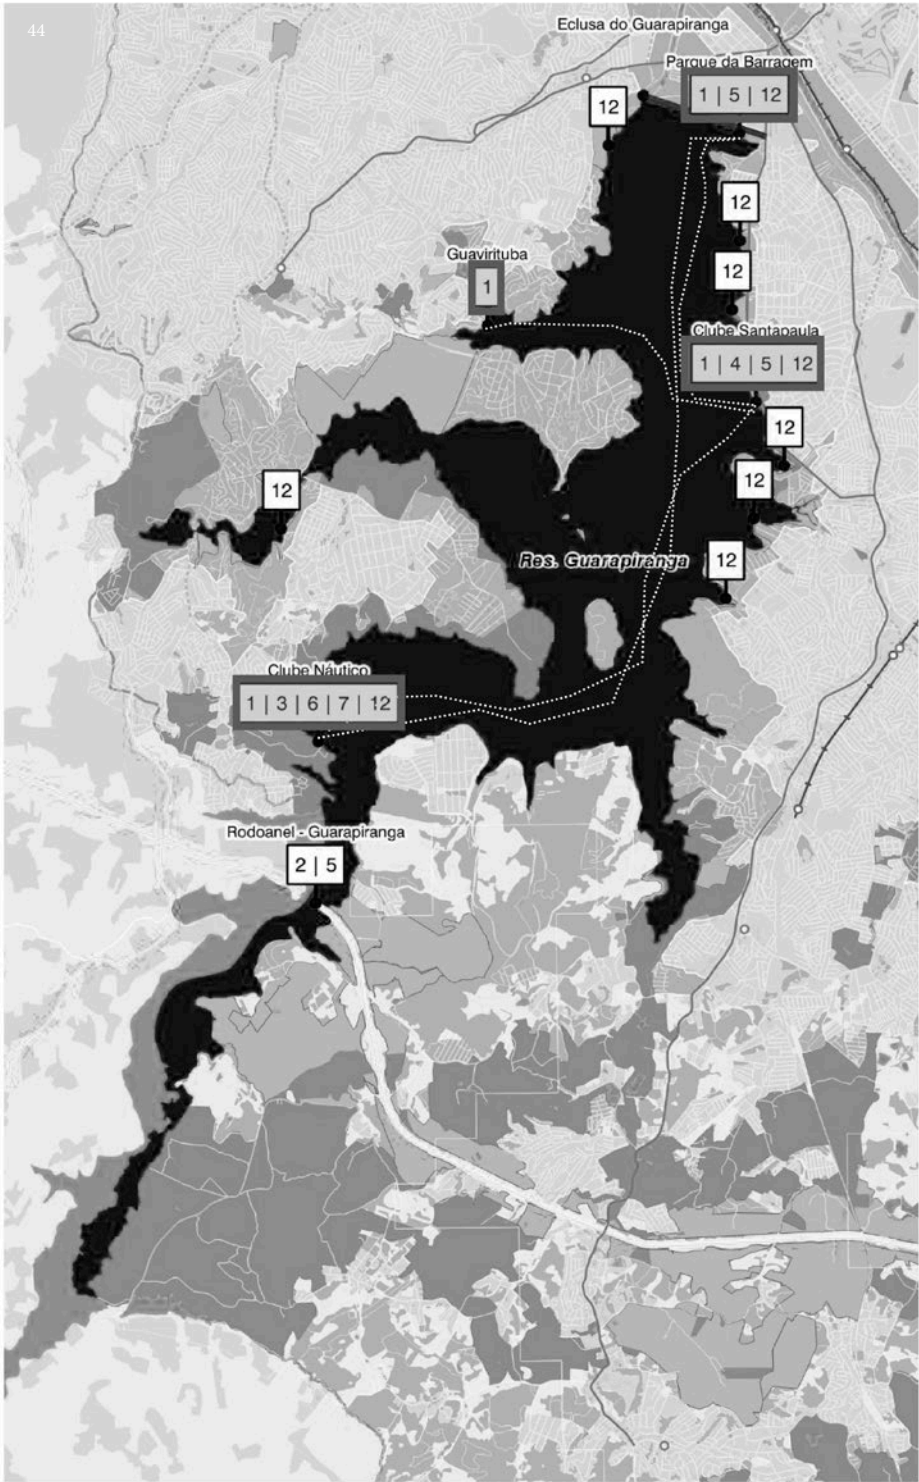 44
Eclusa do Guarapiranga
Parque da Barragem
1 | 5 | 12
12
12
Guavirituba
1
12
Clube Santapaula
1 | 4 | 5 | 12
12
12
12
Res. Guarapiranga
12
Clube Náutico
1 | 3 | 6 | 7 | 12
Rodoanel - Guarapiranga
2 | 5